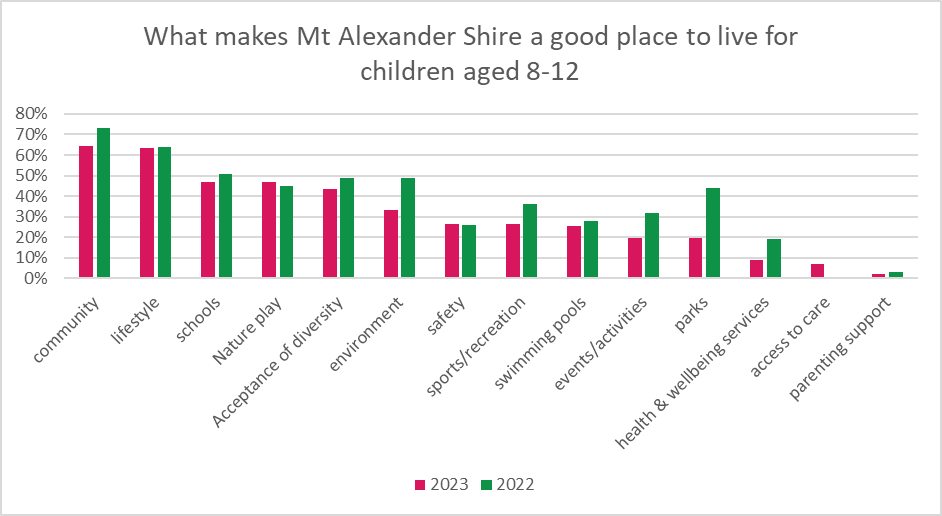 What makes Mt Alexander Shire a good place to live for
children aged 8-12
80%
70%
60%
50%
40%
30%
20%
10%
0%
community
lifestyle
schools
Nature play
Acceptance of diversity
environment
safety
sports/recreation
swimming pools
events/activities
parks
health & wellbeing services
access to care
parenting support
2023 2022